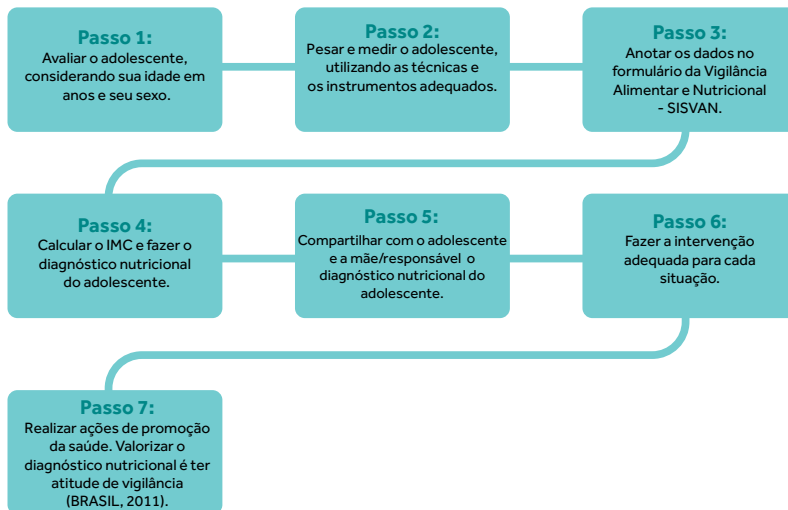 Passo 1:
Avaliar o adolescente,
considerando sua idade em
anos e seu sexo.
Passo 2:
Pesar e medir o adolescente,
utilizando as técnicas e
os instrumentos adequados.
Passo 3:
Anotar os dados no
formulário da Vigilância
Alimentar e Nutricional
- SISVAN.
Passo 4:
Calcular o IMC e fazer o
diagnóstico nutricional
do adolescente.
Passo 5:
Compartilhar com o adolescente
e a mãe/responsável o
diagnóstico nutricional do
adolescente.
Passo 6:
Fazer a intervenção
adequada para cada
situação.
Passo 7:
Realizar ações de promoção
da saúde. Valorizar o
diagnóstico nutricional é ter
atitude de vigilância
(BRASIL, 2011).